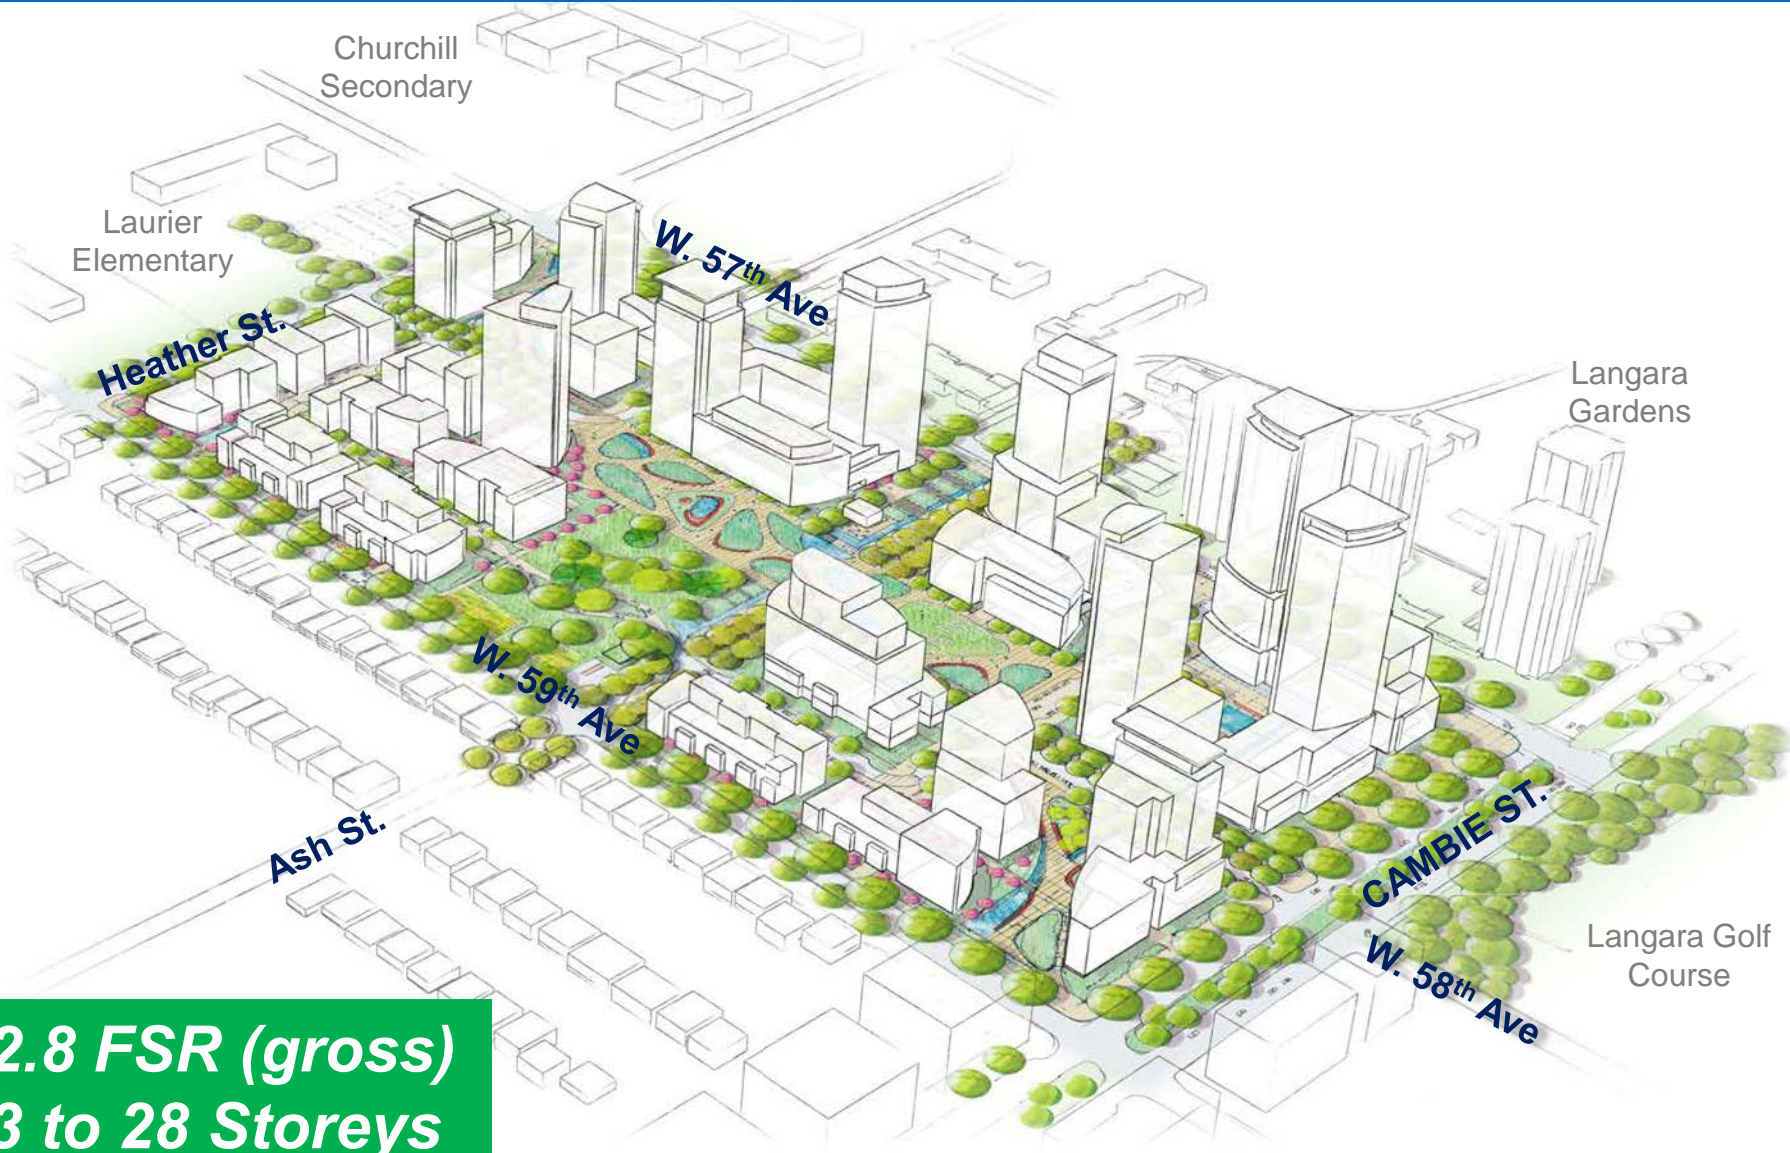 Churchill
Secondary
Laurier
Elementary
W. 57th Ave
Heather St.
Langara
Gardens
W. 59th Ave
Ash St.
CAMBIE ST.
Langara Golf
Course
W. 58th Ave
2.8 FSR (gross)
3 to 28 Storeys